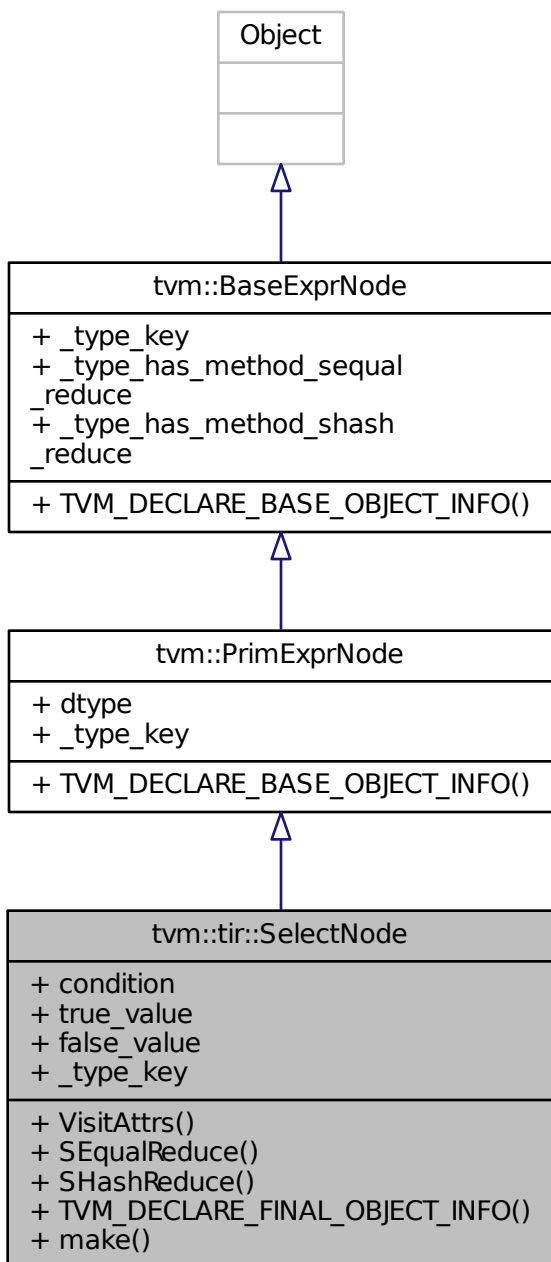 Object
tvm::BaseExprNode
+ _type_key
+ _type_has_method_sequal
_reduce
+ _type_has_method_shash
_reduce
+ TVM_DECLARE_BASE_OBJECT_INFO()
tvm::PrimExprNode
+ dtype
+ _type_key
+ TVM_DECLARE_BASE_OBJECT_INFO()
tvm::tir::SelectNode
+ condition
+ true_value
+ false_value
+ _type_key
+ VisitAttrs()
+ SEqualReduce()
+ SHashReduce()
+ TVM_DECLARE_FINAL_OBJECT_INFO()
+ make()